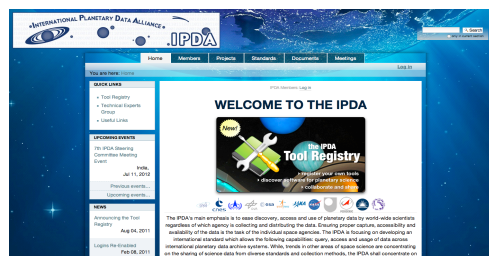 INTERNATIONAL PLANETARY DATA ALLIANCE
.IPDA
Search
Home Members Projects Standards Documents Meetings
Log in
You are here: Home
QUICK LINKS
Tool Registry
Technical Experts
Group
Useful Links
UPCOMING EVENTS
7th IPDA Steering
Committee Meeting
Event
India,
Jul 11, 2012
Previous events...
Upcoming events...
NEWS
Announcing the Tool
Registry
Aug 04, 2011
Logins Re-Enabled
Feb 08, 2011
IPDA Members: Log in
WELCOME TO THE IPDA
New!
the IPDA
Tool Registry
• register your own tools
• discover software for planetary science
• collaborate and share
cnes
esa
The IPDA's main emphasis is to ease discovery, access and use of planetary data by world-wide scientists
regardless of which agency is collecting and distributing the data. Ensuring proper capture, accessibility and
availability of the data is the task of the individual space agencies. The IPDA is focusing on developing an
international standard which allows the following capabilities: query, access and usage of data across
international planetary data archive systems. While, trends in other areas of space science are concentrating
on the sharing of science data from diverse standards and collection methods, the IPDA shall concentrate on